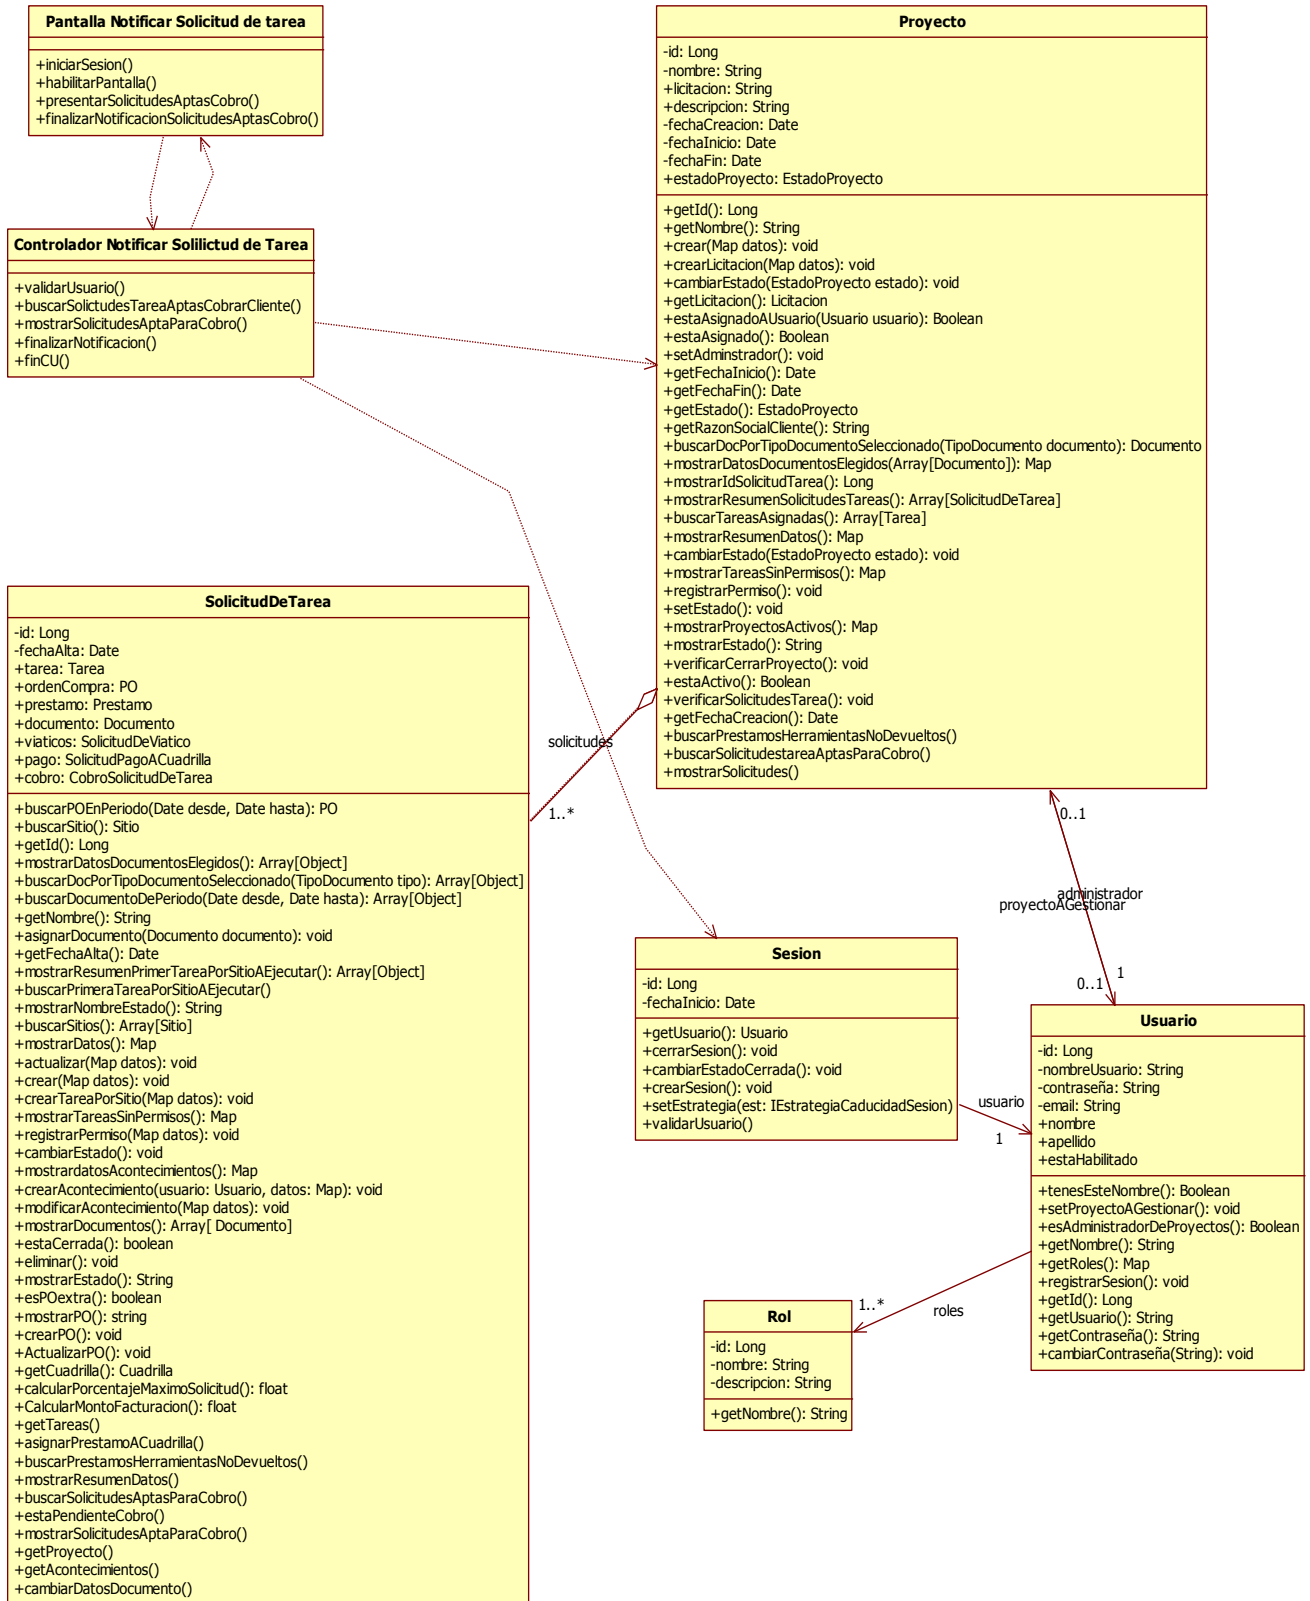 Pantalla Notificar Solicitud de tarea
+iniciarSesion()
+habilitarPantalla()
+presentarSolicitudesAptasCobro()
+finalizarNotificacionSolicitudesAptasCobro()
Controlador Notificar Solilictud de Tarea
+validarUsuario()
+buscarSolictudesTareaAptasCobrarCliente()
+mostrarSolicitudesAptaParaCobro()
+finalizarNotificacion()
+finCU()
Proyecto
-id: Long
-nombre: String
+licitacion: String
+descripcion: String
-fechaCreacion: Date
-fechaInicio: Date
-fechaFin: Date
+estadoProyecto: EstadoProyecto
+getId(): Long
+getNombre(): String
+crear(Map datos): void
+crearLicitacion(Map datos): void
+cambiarEstado(EstadoProyecto estado): void
+getLicitacion(): Licitacion
+estaAsignadoAUsuario(Usuario usuario): Boolean
+estaAsignado(): Boolean
+setAdminstrador(): void
+getFechaInicio(): Date
+getFechaFin(): Date
+getEstado(): EstadoProyecto
+getRazonSocialCliente(): String
+buscarDocPorTipoDocumentoSeleccionado(TipoDocumento documento): Documento
+mostrarDatosDocumentosElegidos(Array[Documento]): Map
+mostrarIdSolicitudTarea(): Long
+mostrarResumenSolicitudesTareas(): Array[SolicitudDeTarea]
+buscarTareasAsignadas(): Array[Tarea]
+mostrarResumenDatos(): Map
+cambiarEstado(EstadoProyecto estado): void
+mostrarTareasSinPermisos(): Map
+registrarPermiso(): void
+setEstado(): void
+mostrarProyectosActivos(): Map
+mostrarEstado(): String
+verificarCerrarProyecto(): void
+estaActivo(): Boolean
+verificarSolicitudesTarea(): void
+getFechaCreacion(): Date
+buscarPrestamosHerramientasNoDevueltos()
+buscarSolicitudestareaAptasParaCobro()
+mostrarSolicitudes()
SolicitudDeTarea
-id: Long
-fechaAlta: Date
+tarea: Tarea
+ordenCompra: PO
+prestamo: Prestamo
+documento: Documento
+viaticos: SolicitudDeViatico
+pago: SolicitudPagoACuadrilla
+cobro: CobroSolicitudDeTarea
+buscarPOEnPeriodo(Date desde, Date hasta): PO
+buscarSitio(): Sitio
+getId(): Long
+mostrarDatosDocumentosElegidos(): Array[Object]
+buscarDocPorTipoDocumentoSeleccionado(TipoDocumento tipo): Array[Object]
+buscarDocumentoDePeriodo(Date desde, Date hasta): Array[Object]
+getNombre(): String
+asignarDocumento(Documento documento): void
+getFechaAlta(): Date
+mostrarResumenPrimerTareaPorSitioAEjecutar(): Array[Object]
+buscarPrimeraTareaPorSitioAEjecutar()
+mostrarNombreEstado(): String
+buscarSitios(): Array[Sitio]
+mostrarDatos(): Map
+actualizar(Map datos): void
+crear(Map datos): void
+crearTareaPorSitio(Map datos): void
+mostrarTareasSinPermisos(): Map
+registrarPermiso(Map datos): void
+cambiarEstado(): void
+mostrardatosAcontecimientos(): Map
+crearAcontecimiento(usuario: Usuario, datos: Map): void
+modificarAcontecimiento(Map datos): void
+mostrarDocumentos(): Array[ Documento]
+estaCerrada(): boolean
+eliminar(): void
+mostrarEstado(): String
+esPOextra(): boolean
+mostrarPO(): string
+crearPO(): void
+ActualizarPO(): void
+getCuadrilla(): Cuadrilla
+calcularPorcentajeMaximoSolicitud(): float
+CalcularMontoFacturacion(): float
+getTareas()
+asignarPrestamoACuadrilla()
+buscarPrestamosHerramientasNoDevueltos()
+mostrarResumenDatos()
+buscarSolicitudesAptasParaCobro()
+estaPendienteCobro()
+mostrarSolicitudesAptaParaCobro()
+getProyecto()
+getAcontecimientos()
+cambiarDatosDocumento()
solicitudes
1..*
0..1
administrador
proyectoAGestionar
0..1
1
Sesion
-id: Long
-fechaInicio: Date
+getUsuario(): Usuario
+cerrarSesion(): void
+cambiarEstadoCerrada(): void
+crearSesion(): void
+setEstrategia(est: IEstrategiaCaducidadSesion)
+validarUsuario()
usuario
1
Usuario
-id: Long
-nombreUsuario: String
-contraseña: String
-email: String
+nombre
+apellido
+estaHabilitado
+tenesEsteNombre(): Boolean
+setProyectoAGestionar(): void
+esAdministradorDeProyectos(): Boolean
+getNombre(): String
+getRoles(): Map
+registrarSesion(): void
+getId(): Long
+getUsuario(): String
+getContraseña(): String
+cambiarContraseña(String): void
1..*
roles
Rol
-id: Long
-nombre: String
-descripcion: String
+getNombre(): String